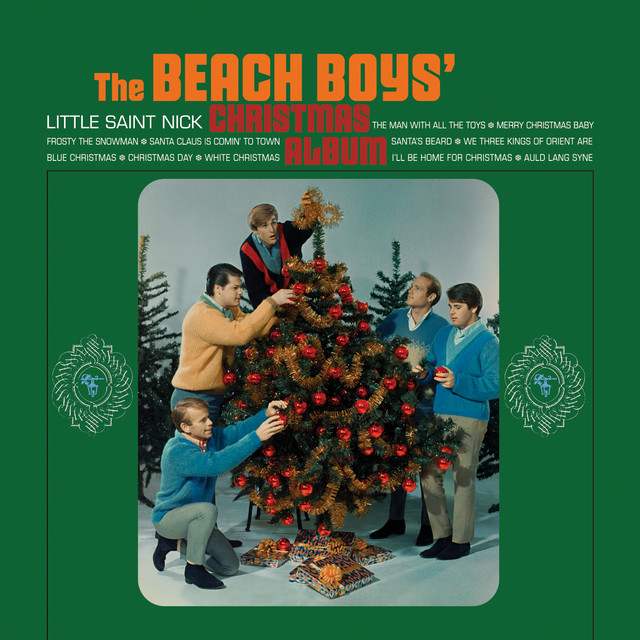 The BEACH BOYS'
LITTLE SAINT NICK CHRISTMAS THE MAN WITH ALL THE TOYS ❄ MERRY CHRISTMAS BABY
FROSTY THE SNOWMAN ❄ SANTA CLAUS IS COMIN' TO TOWN ALBUM SANTA'S BEARD ❄ WE THREE KINGS OF ORIENT ARE
BLUE CHRISTMAS ❄ CHRISTMAS DAY ❄ WHITE CHRISTMAS I'LL BE HOME FOR CHRISTMAS ❄ AULD LANG SYNE